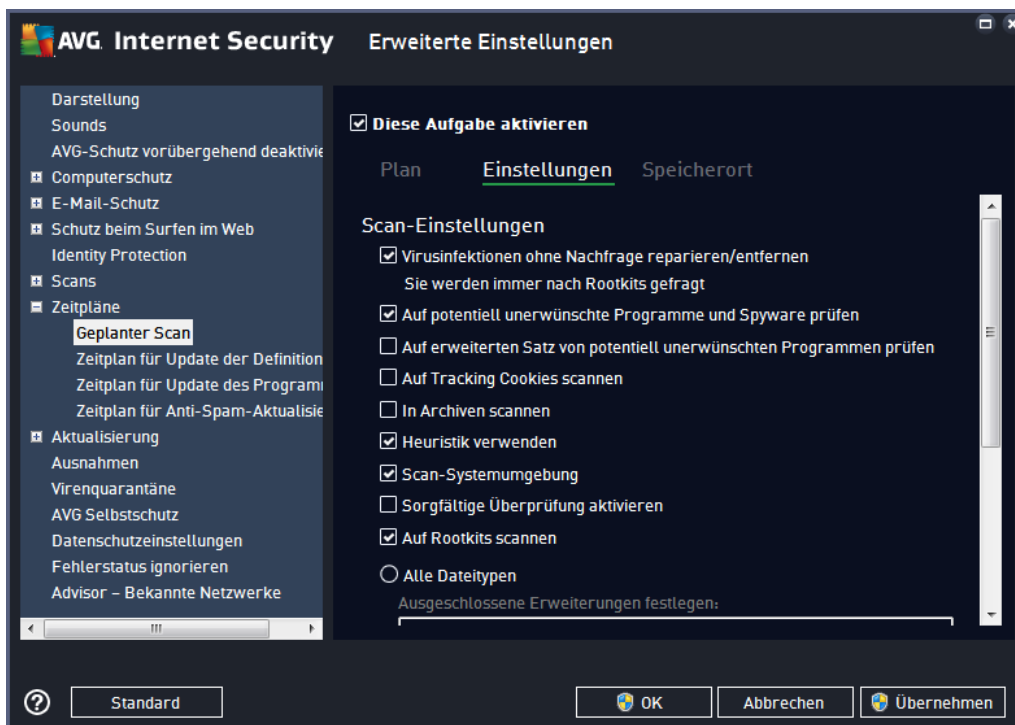 AVG Internet Security Erweiterte Einstellungen
Darstellung
Sounds
AVG-Schutz vorübergehend deaktivie
Computerschutz
E-Mail-Schutz
Schutz beim Surfen im Web
Identity Protection
Scans
Zeitpläne
Geplanter Scan
Zeitplan für Update der Definition
Zeitplan für Update des Program
Zeitplan für Anti-Spam-Aktualisie
Aktualisierung
Ausnahmen
Virenquarantäne
AVG Selbstschutz
Datenschutzeinstellungen
Fehlerstatus ignorieren
Advisor – Bekannte Netzwerke
Diese Aufgabe aktivieren
Plan Einstellungen Speicherort
Scan-Einstellungen
Virusinfektionen ohne Nachfrage reparieren/entfernen
Sie werden immer nach Rootkits gefragt
Auf potentiell unerwünschte Programme und Spyware prüfen
Auf erweiterten Satz von potentiell unerwünschten Programmen prüfen
Auf Tracking Cookies scannen
In Archiven scannen
Heuristik verwenden
Scan-Systemumgebung
Sorgfältige Überprüfung aktivieren
Auf Rootkits scannen
Alle Dateitypen
Ausgeschlossene Erweiterungen festlegen:
Standard OK Abbrechen Übernehmen